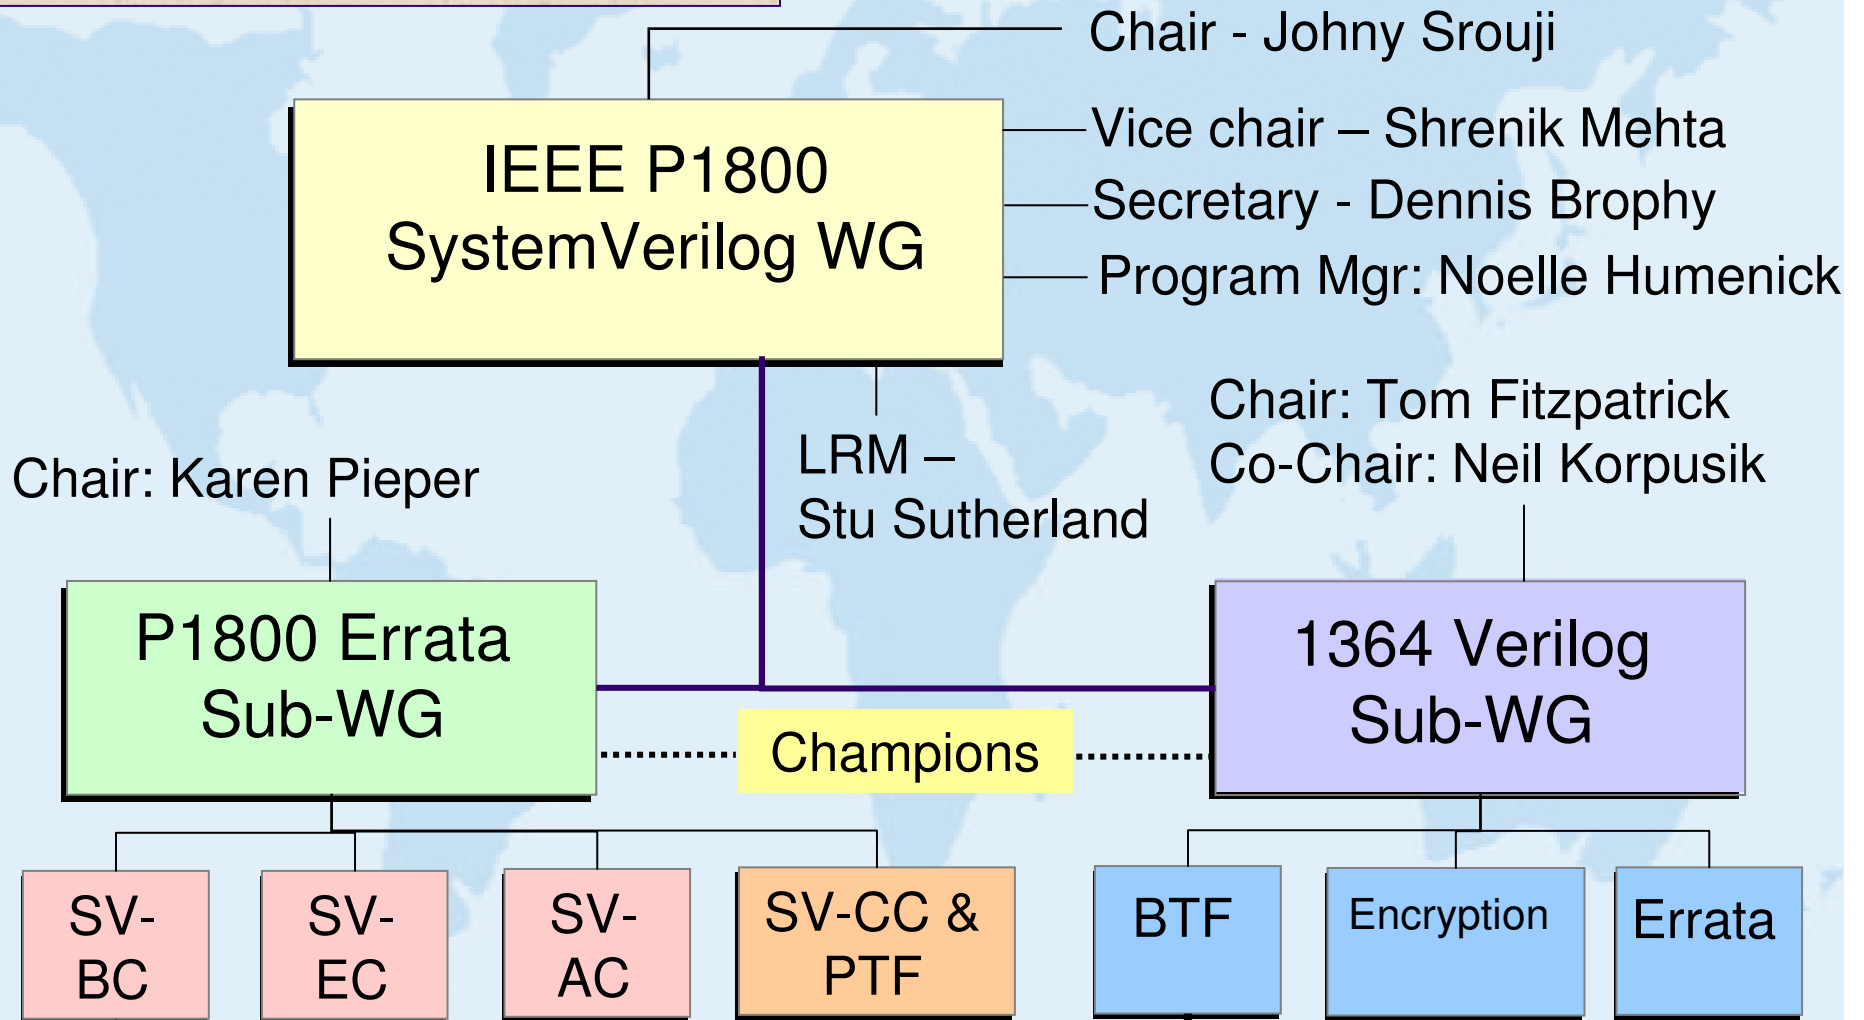 Chair - Johny Srouji
IEEE P1800
SystemVerilog WG
Vice chair – Shrenik Mehta
Secretary - Dennis Brophy
Program Mgr: Noelle Humenick
LRM –
Stu Sutherland
Chair: Karen Pieper
Chair: Tom Fitzpatrick
Co-Chair: Neil Korpusik
P1800 Errata
Sub-WG
Champions
1364 Verilog
Sub-WG
SV-
BC
SV-
EC
SV-
AC
SV-CC &
PTF
BTF
Encryption
Errata